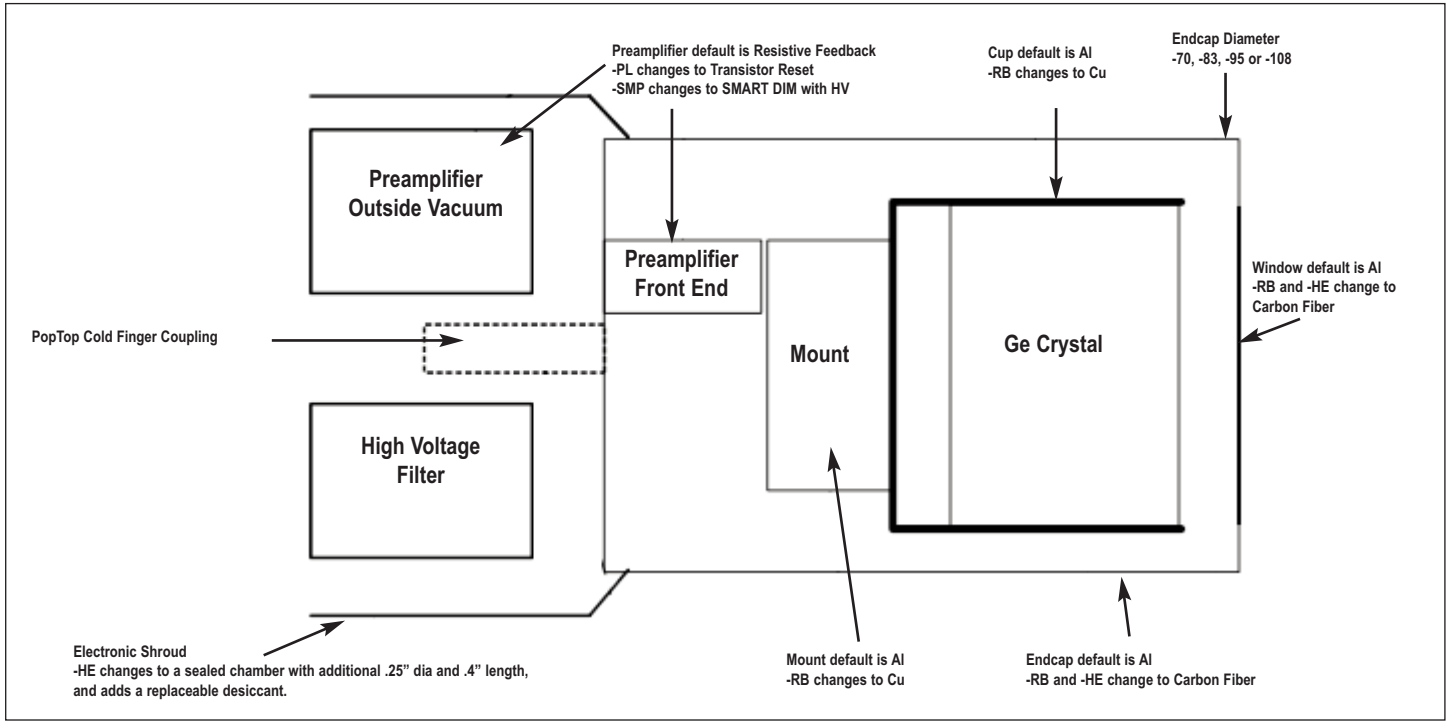 Preamplifier default is Resistive Feedback
-PL changes to Transistor Reset
-SMP changes to SMART DIM with HV
Cup default is Al
-RB changes to Cu
Endcap Diameter
-70, -83, -95 or -108
Preamplifier
Outside Vacuum
Preamplifier
Front End
Window default is Al
-RB and -HE change to
Carbon Fiber
PopTop Cold Finger Coupling
Mount
Ge Crystal
High Voltage
Filter
Electronic Shroud
-HE changes to a sealed chamber with additional .25” dia and .4” length,
and adds a replaceable desiccant.
Mount default is Al
-RB changes to Cu
Endcap default is Al
-RB and -HE change to Carbon Fiber